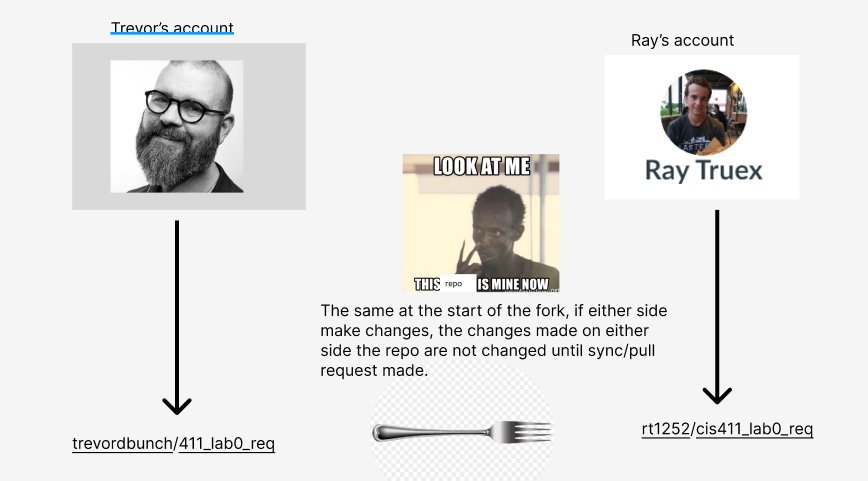 Trevor's account
Ray's account
Ray Truex
LOOK AT ME
THIS repo IS MINE NOW
The same at the start of the fork, if either side
make changes, the changes made on either
side the repo are not changed until sync/pull
request made.
trevordbunch/411_lab0_req
rt1252/cis411_lab0_req